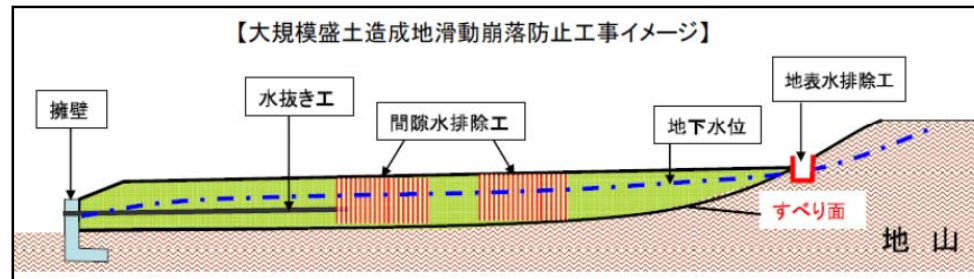 【大規模盛土造成地滑動崩落防止工事イメージ】
擁壁
水抜き工
間隙水排除工
地下水位
地表水排除工
すべり面
地 山